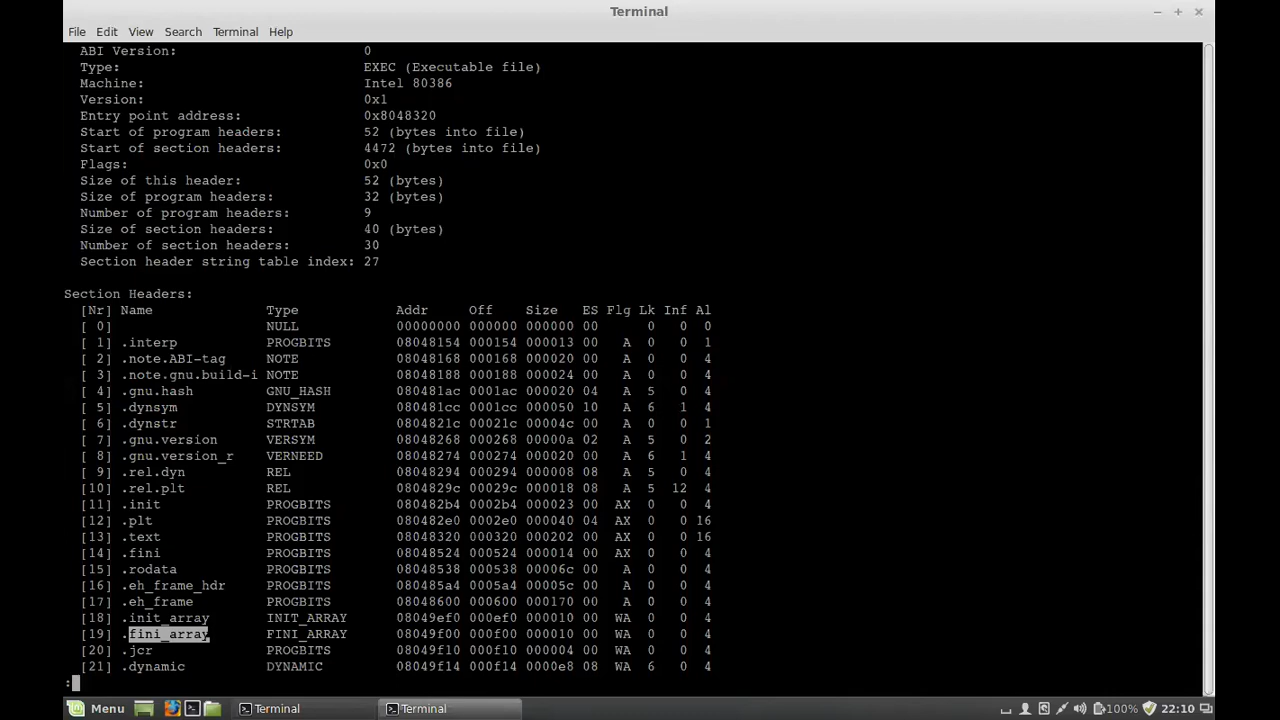 Terminal
File Edit View Search Terminal Help
ABI Version: 0
Type: EXEC (Executable file)
Machine: Intel 80386
Version: 0x1
Entry point address: 0x8048320
Start of program headers: 52 (bytes into file)
Start of section headers: 4472 (bytes into file)
Flags: 0x0
Size of this header: 52 (bytes)
Size of program headers: 32 (bytes)
Number of program headers: 9
Size of section headers: 40 (bytes)
Number of section headers: 30
Section header string table index: 27
Section Headers:
[Nr] Name Type Addr Off Size ES Flg Lk Inf Al
[ 0] NULL 00000000 000000 000000 00 0 0 0
[ 1] .interp PROGBITS 08048154 000154 000013 00 A 0 0 1
[ 2] .note.ABI-tag NOTE 08048168 000168 000020 00 A 0 0 4
[ 3] .note.gnu.build-i NOTE 08048188 000188 000024 00 A 0 0 4
[ 4] .gnu.hash GNU_HASH 080481ac 0001ac 000020 04 A 5 0 4
[ 5] .dynsym DYNSYM 080481cc 0001cc 000050 10 A 6 1 4
[ 6] .dynstr STRTAB 0804821c 00021c 00004c 00 A 0 0 1
[ 7] .gnu.version VERSYM 08048268 000268 00000a 02 A 5 0 2
[ 8] .gnu.version_r VERNEED 08048274 000274 000020 00 A 6 1 4
[ 9] .rel.dyn REL 08048294 000294 000008 08 A 5 0 4
[10] .rel.plt REL 0804829c 00029c 000018 08 A 5 12 4
[11] .init PROGBITS 080482b4 0002b4 000023 00 AX 0 0 4
[12] .plt PROGBITS 080482e0 0002e0 000040 04 AX 0 0 16
[13] .text PROGBITS 08048320 000320 000202 00 AX 0 0 16
[14] .fini PROGBITS 08048524 000524 000014 00 AX 0 0 4
[15] .rodata PROGBITS 08048538 000538 00006c 00 A 0 0 4
[16] .eh_frame_hdr PROGBITS 080485a4 0005a4 00005c 00 A 0 0 4
[17] .eh_frame PROGBITS 08048600 000600 000170 00 A 0 0 4
[18] .init_array INIT_ARRAY 08049ef0 000ef0 000010 00 WA 0 0 4
[19] .fini_array FINI_ARRAY 08049f00 000f00 000010 00 WA 0 0 4
[20] .jcr PROGBITS 08049f10 000f10 000004 00 WA 0 0 4
[21] .dynamic DYNAMIC 08049f14 000f14 0000e8 08 WA 6 0 4
:
Menu Terminal Terminal 100% 22:10